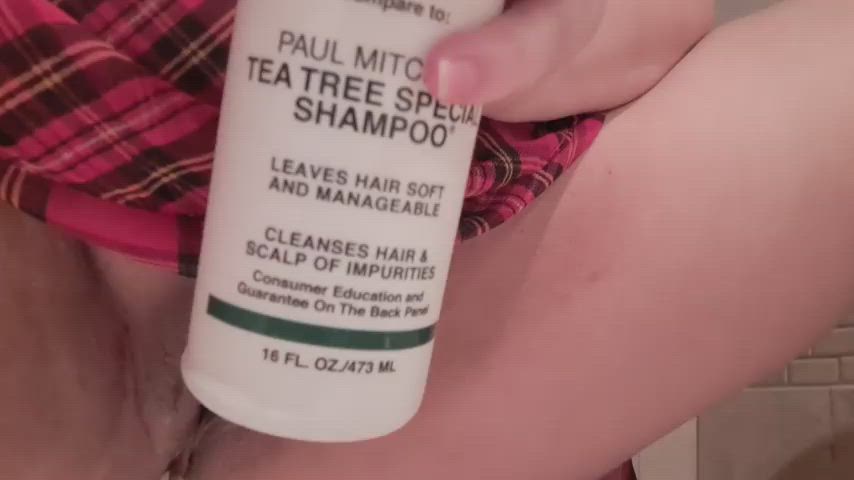 PAUL
TEA TREE
SHAMPOO®
LEAVES HAIR SOFT
AND MANAGEABLE
CLEANSES HAIR &
SCALP OF IMPURITIES
Consumer Education and
Guarantee On The Back Panel
16 FL. OZ./473 ML